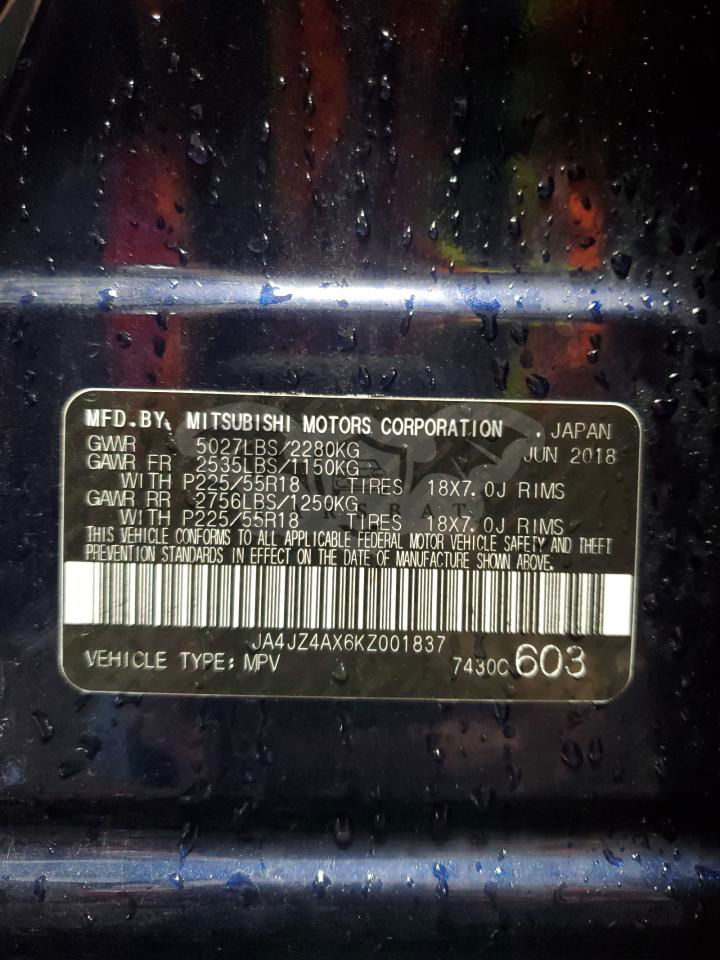 MFD.BY. MITSUBISHI MOTORS CORPORATION . JAPAN
GWR 5027LBS/2280KG JUN 2018
GAWR FR 2535LBS/1150KG
WITH P225/55R18 TIRES 18X7.0J RIMS
GAWR RR 2756LBS/1250KG
WITH P225/55R18 TIRES 18X7.0J RIMS
THIS VEHICLE CONFORMS TO ALL APPLICABLE FEDERAL MOTOR VEHICLE SAFETY AND THEFT
PREVENTION STANDARDS IN EFFECT ON THE DATE OF MANUFACTURE SHOWN ABOVE.
JA4JZ4AX6KZ001837
VEHICLE TYPE: MPV 7430C 603